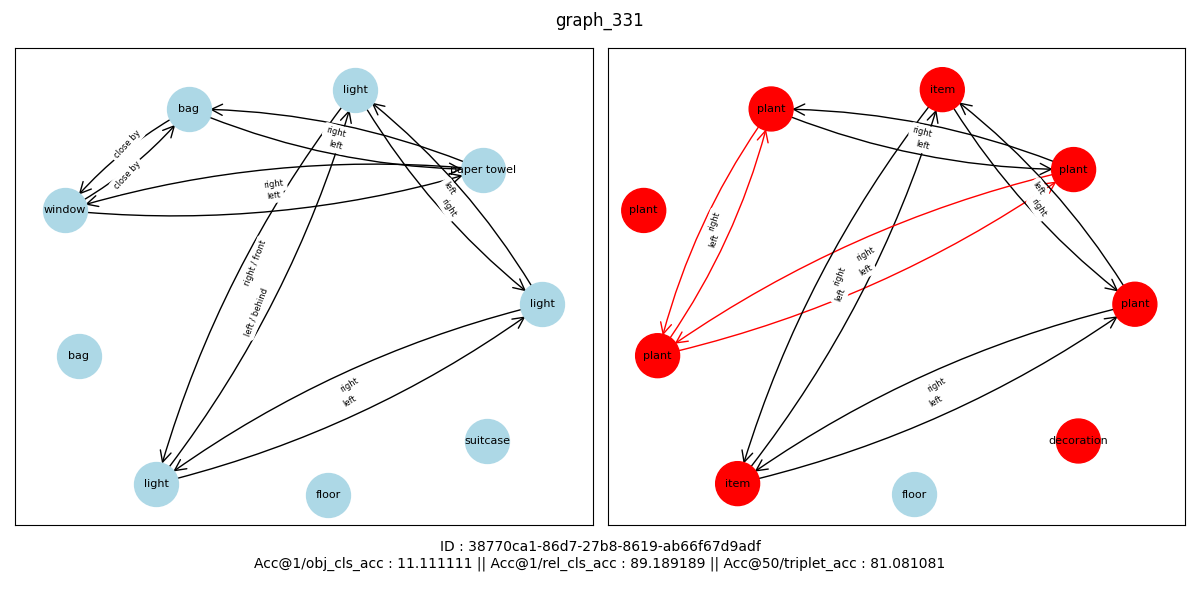 graph_331
light
bag
right
left
close by
close by
paper towel
right
left
left
right
window
right / front
left / behind
light
bag
right
left
suitcase
light
floor
item
plant
right
left
plant
left
right
plant
right
left
right
left
right
left
plant
plant
right
left
decoration
item
floor
ID : 38770ca1-86d7-27b8-8619-ab66f67d9adf
Acc@1/obj_cls_acc : 11.111111 || Acc@1/rel_cls_acc : 89.189189 || Acc@50/triplet_acc : 81.081081